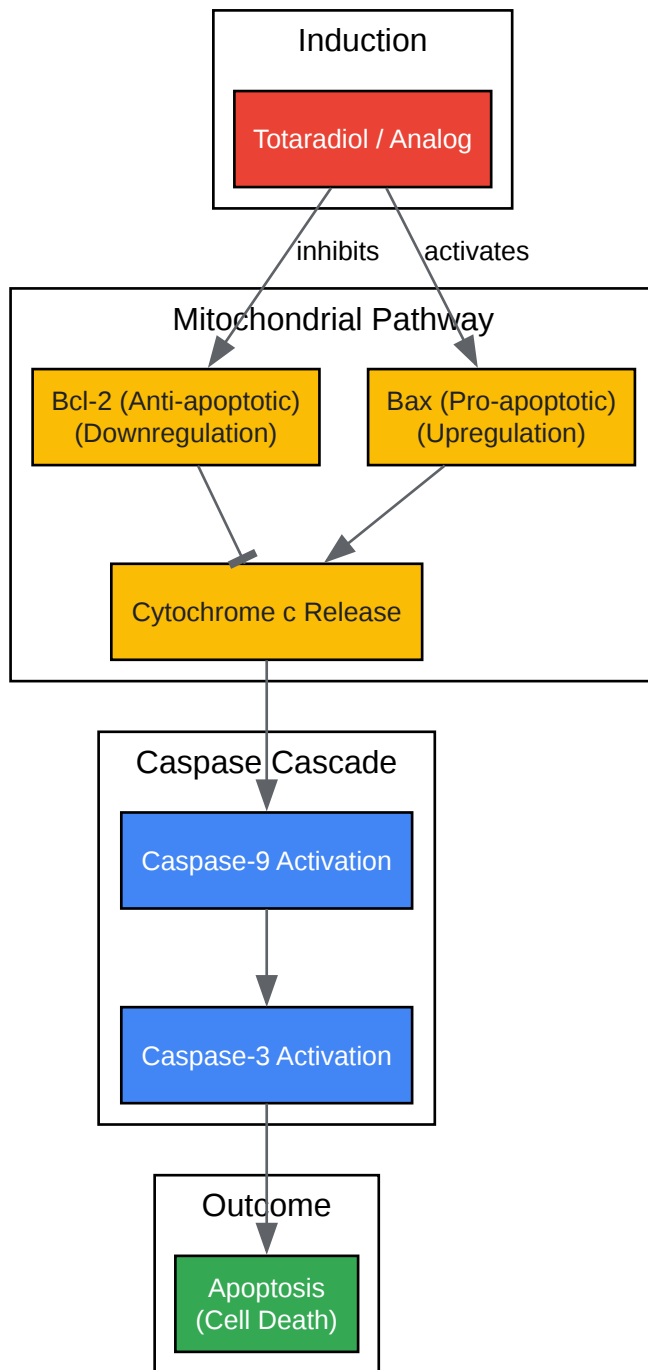 Induction
Totaradiol / Analog
inhibits
activates
Mitochondrial Pathway
Bcl-2 (Anti-apoptotic)
(Downregulation)
Bax (Pro-apoptotic)
(Upregulation)
Cytochrome c Release
Caspase Cascade
Caspase-9 Activation
Caspase-3 Activation
Outcome
Apoptosis
(Cell Death)